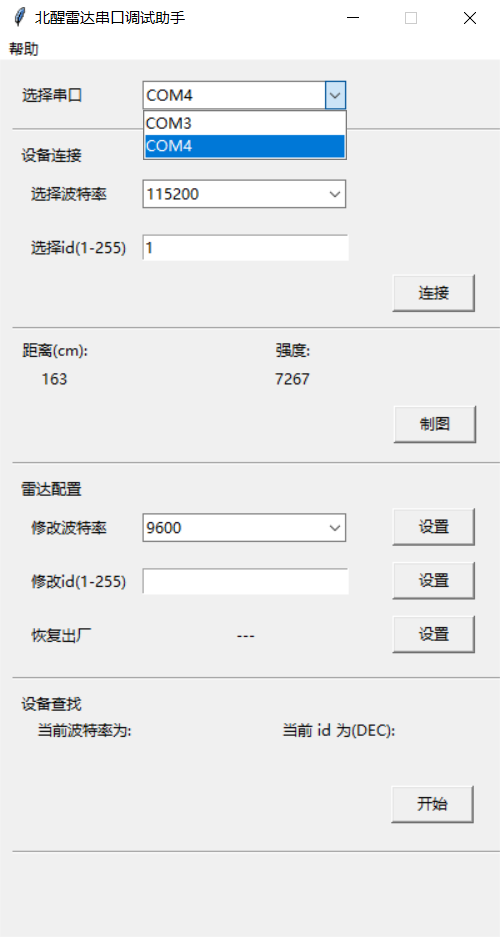 北醒雷达串口调试助手
帮助
选择串口 COM4
COM3
COM4
设备连接
选择波特率 115200
选择id(1-255) 1
连接
距离(cm): 强度:
163 7267
制图
雷达配置
修改波特率 9600 设置
修改id(1-255) 设置
恢复出厂 --- 设置
设备查找
当前波特率为: 当前 id 为(DEC):
开始